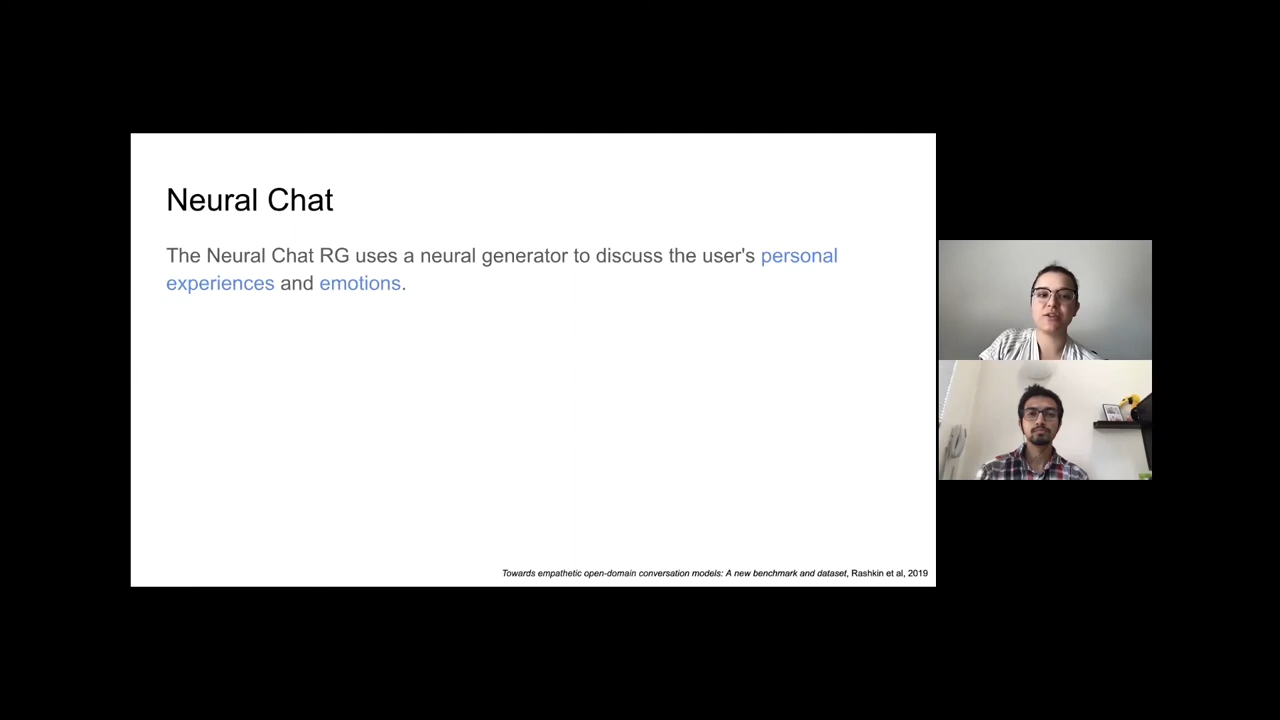 Neural Chat
The Neural Chat RG uses a neural generator to discuss the user's personal
experiences and emotions.
Towards empathetic open-domain conversation models: A new benchmark and dataset, Rashkin et al, 2019